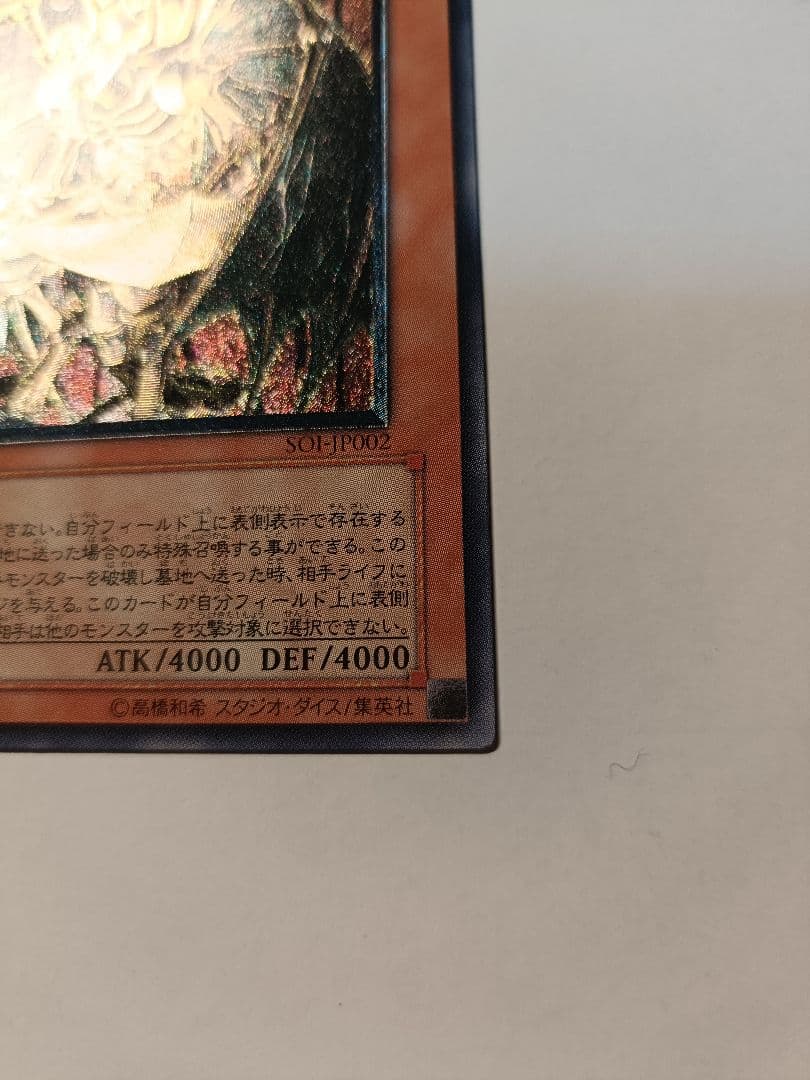 SOI-JP002
きない。自分フィールド上に表側表示で存在する
地に送った場合のみ特殊召喚する事ができる。この
モンスターを破壊し墓地へ送った時、相手ライフに
を与える。このカードが自分フィールド上に表側
相手は他のモンスターを攻撃対象に選択できない。
ATK/4000 DEF/4000
©高橋和希 スタジオ・ダイス/集英社